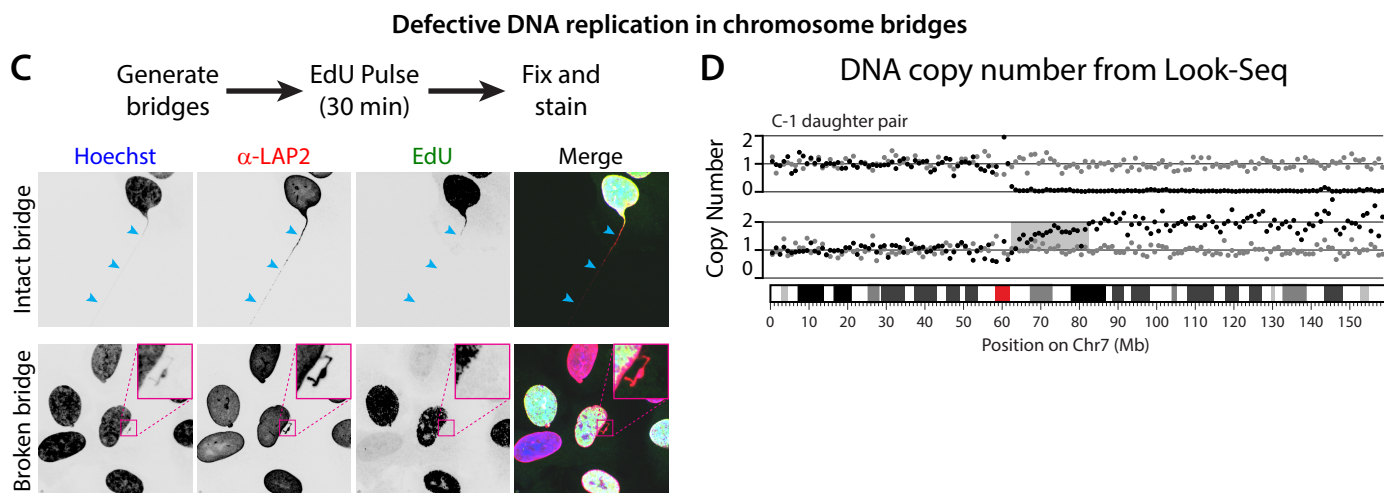 Defective DNA replication in chromosome bridges
C
Generate
bridges
EdU Pulse
(30 min)
Fix and
stain
Hoechst
α-LAP2
EdU
Merge
Intact bridge
Broken bridge
D
DNA copy number from Look-Seq
C-1 daughter pair
Copy Number
2
1
0
2
1
0
0 10 20 30 40 50 60 70 80 90 100 110 120 130 140 150
Position on Chr7 (Mb)